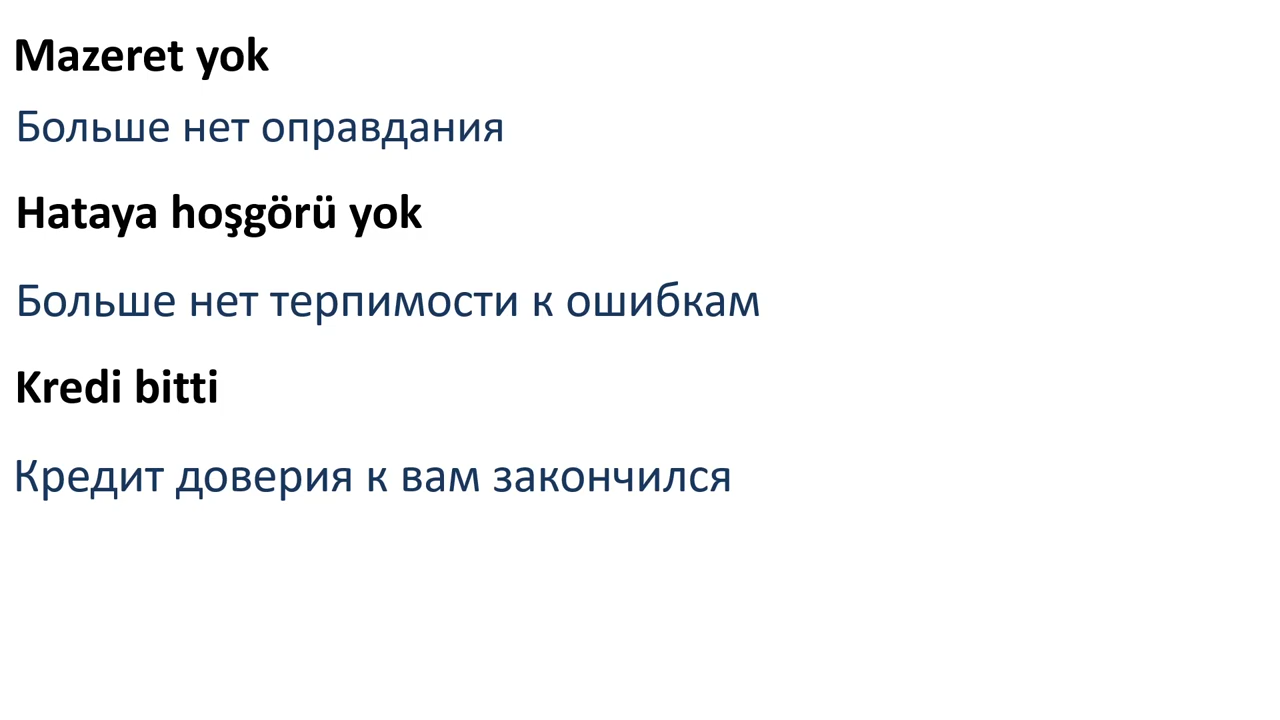 Mazeret yok
Больше нет оправдания
Hataya hoşgörü yok
Больше нет терпимости к ошибкам
Kredi bitti
Кредит доверия к вам закончился